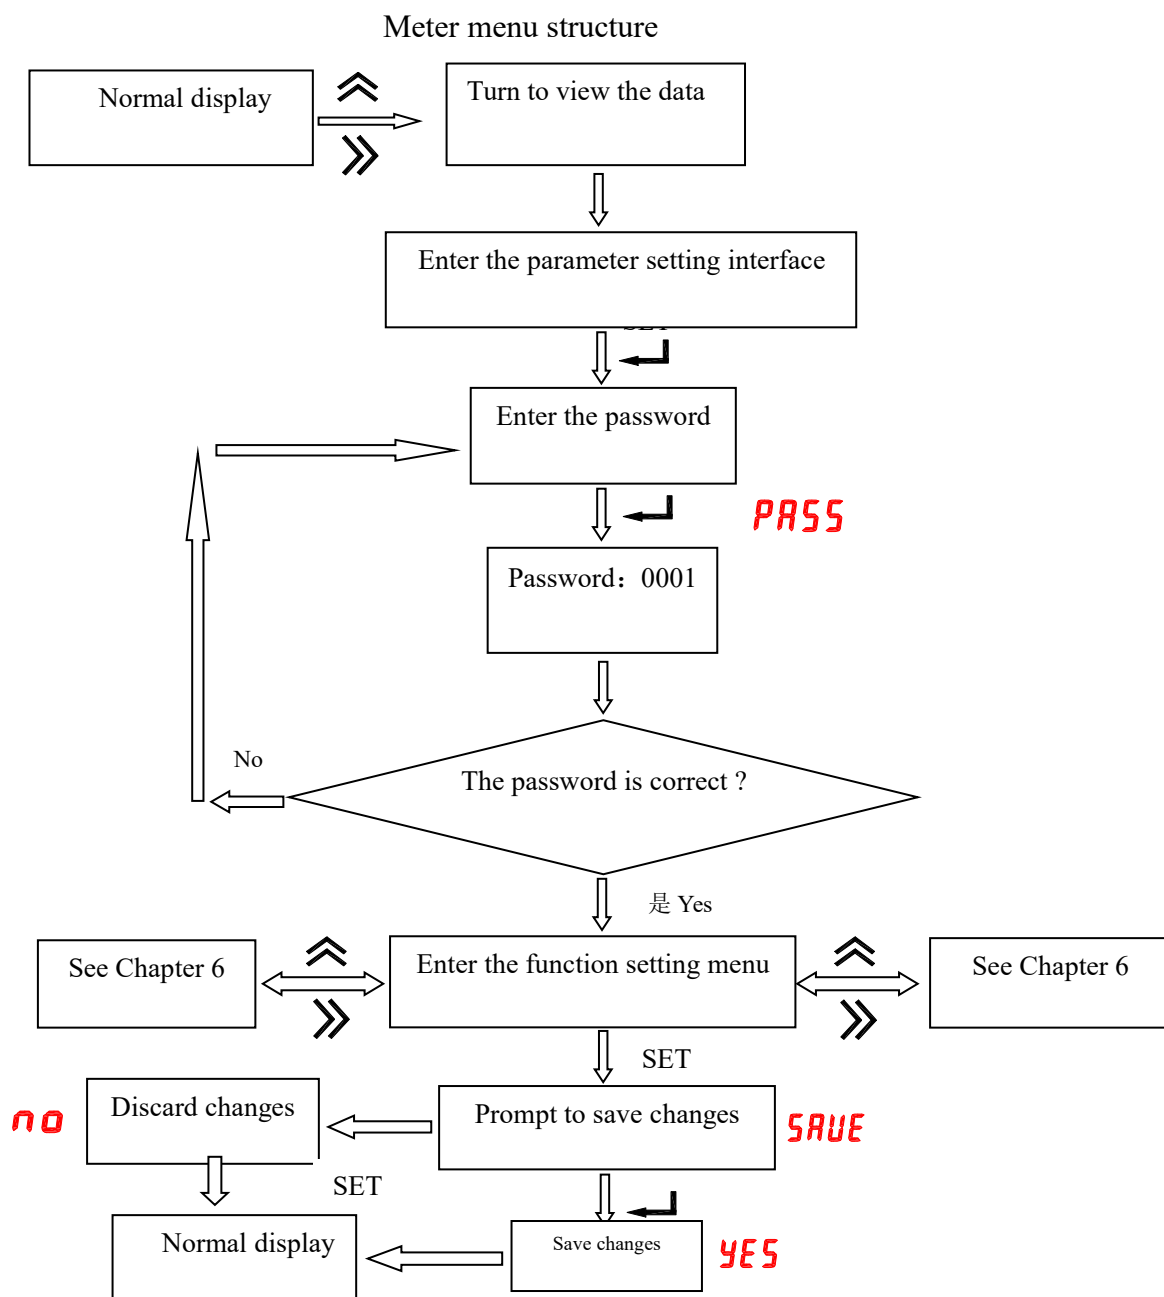 Meter menu structure
Normal display
Turn to view the data
Enter the parameter setting interface
Enter the password
PASS
Password：0001
No
The password is correct ?
是 Yes
See Chapter 6
Enter the function setting menu
See Chapter 6
SET
no
Discard changes
Prompt to save changes
SAVE
SET
Normal display
Save changes
YES